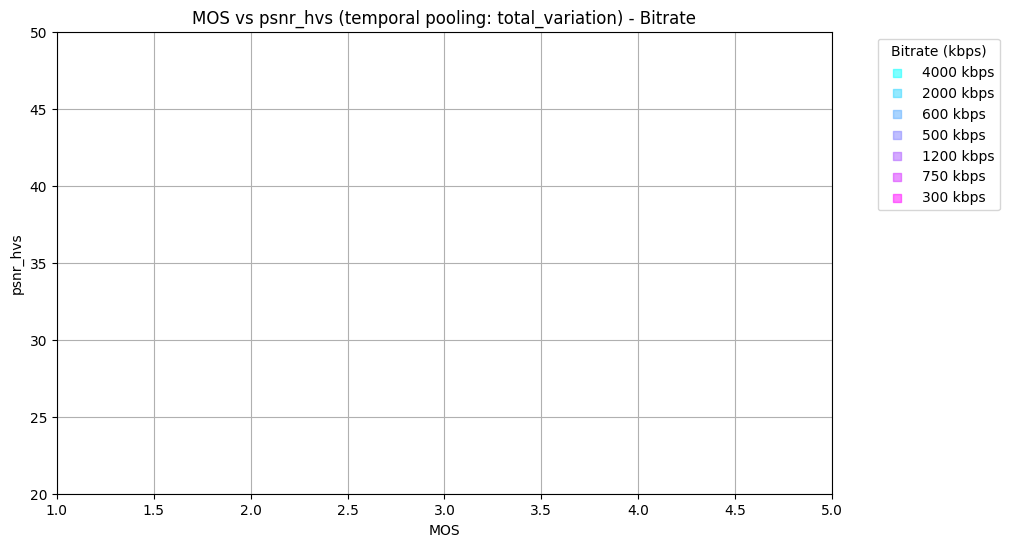 MOS vs psnr_hvs (temporal pooling: total_variation) - Bitrate
psnr_hvs
50
45
40
35
30
25
20
1.0 1.5 2.0 2.5 3.0 3.5 4.0 4.5 5.0
MOS
Bitrate (kbps)
4000 kbps
2000 kbps
600 kbps
500 kbps
1200 kbps
750 kbps
300 kbps